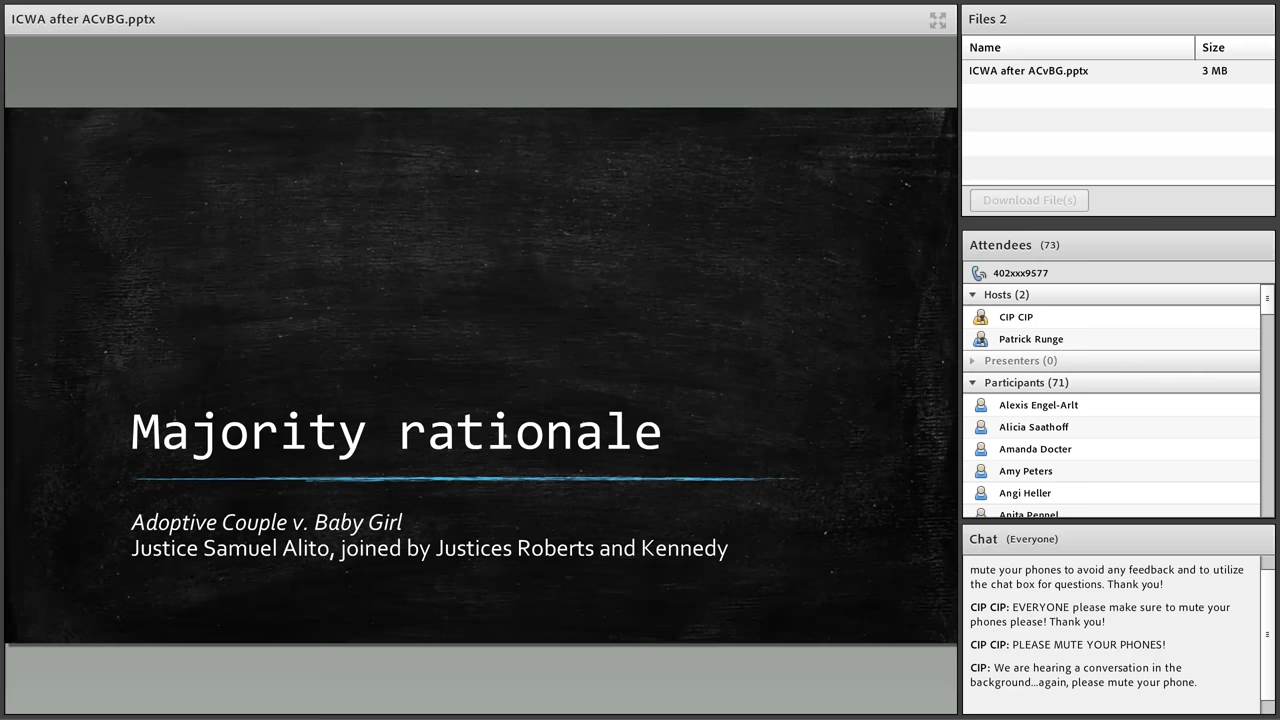 ICWA after ACvBG.pptx
Majority rationale
Adoptive Couple v. Baby Girl
Justice Samuel Alito, joined by Justices Roberts and Kennedy
Files 2
Name Size
ICWA after ACvBG.pptx 3 MB
Download File(s)
Attendees (73)
402xxx9577
Hosts (2)
CIP CIP
Patrick Runge
Presenters (0)
Participants (71)
Alexis Engel-Arlt
Alicia Saathoff
Amanda Docter
Amy Peters
Angi Heller
Anita Pennel
Chat (Everyone)
mute your phones to avoid any feedback and to utilize
the chat box for questions. Thank you!
CIP CIP: EVERYONE please make sure to mute your
phones please! Thank you!
CIP CIP: PLEASE MUTE YOUR PHONES!
CIP: We are hearing a conversation in the
background...again, please mute your phone.